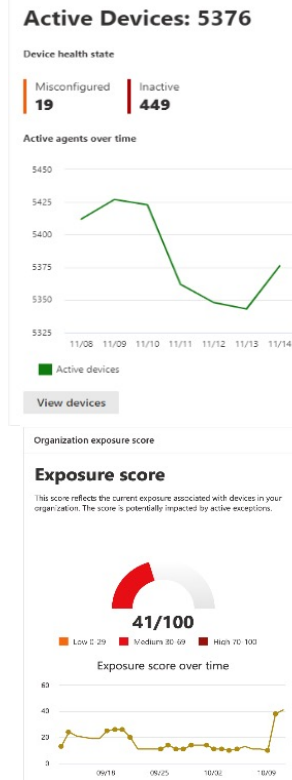 Active Devices: 5376
Device health state
Misconfigured Inactive
19 449
Active agents over time
5450
5425
5400
5375
5350
5325
11/08 11/09 11/10 11/11 11/12 11/13 11/14
Active devices
View devices
Organization exposure score
Exposure score
This score reflects the current exposure associated with devices in your
organization. The score is potentially impacted by active exceptions.
41/100
Low 0-29 Medium 30-69 High 70-100
Exposure score over time
60
40
20
0
09/18 09/25 10/02 10/09